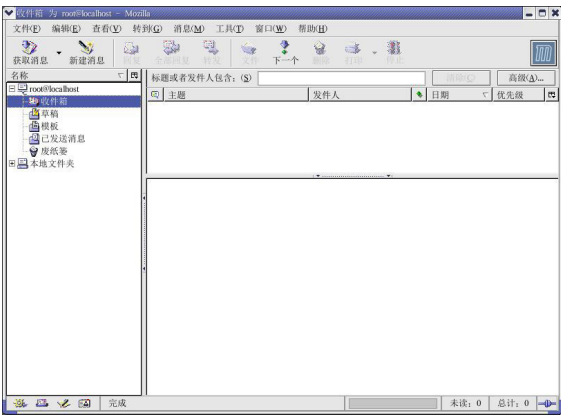 收件箱 为 root@localhost - Mozilla
文件(F) 编辑(E) 查看(V) 转到(G) 消息(M) 工具(T) 窗口(W) 帮助(H)
获取消息 新建消息 回复 全部回复 转发 文件 下一个 删除 打印 停止
名称
标题或者发件人包含:(S) 清除(C) 高级(A)...
主题 发件人 日期 优先级
root@localhost
收件箱
草稿
模板
已发送消息
废纸篓
本地文件夹
完成 未读:0 总计:0